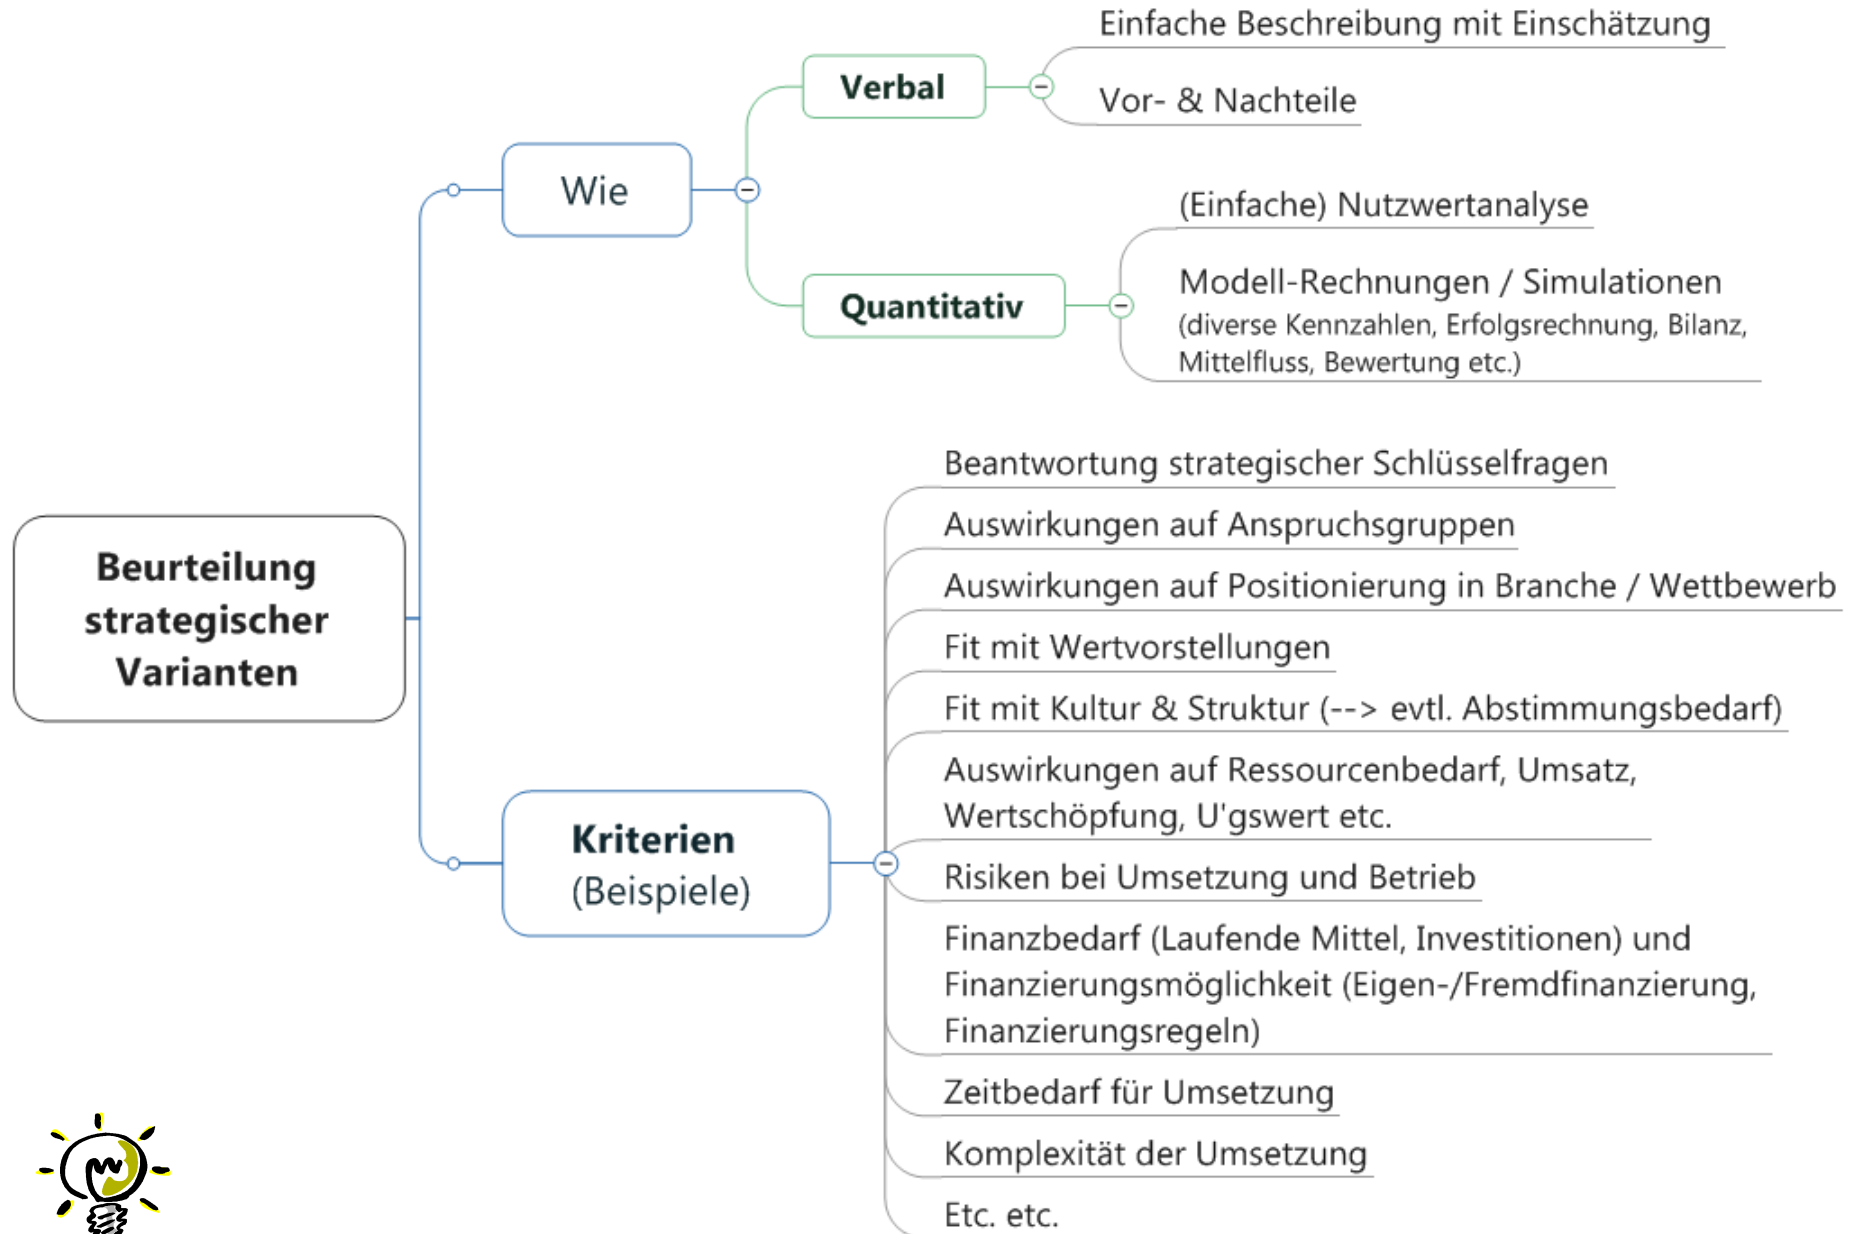 Beurteilung
strategischer
Varianten
Wie
Verbal
Einfache Beschreibung mit Einschätzung
Vor- & Nachteile
Quantitativ
(Einfache) Nutzwertanalyse
Modell-Rechnungen / Simulationen
(diverse Kennzahlen, Erfolgsrechnung, Bilanz,
Mittelfluss, Bewertung etc.)
Kriterien
(Beispiele)
Beantwortung strategischer Schlüsselfragen
Auswirkungen auf Anspruchsgruppen
Auswirkungen auf Positionierung in Branche / Wettbewerb
Fit mit Wertvorstellungen
Fit mit Kultur & Struktur (--> evtl. Abstimmungsbedarf)
Auswirkungen auf Ressourcenbedarf, Umsatz,
Wertschöpfung, U'gswert etc.
Risiken bei Umsetzung und Betrieb
Finanzbedarf (Laufende Mittel, Investitionen) und
Finanzierungsmöglichkeit (Eigen-/Fremdfinanzierung,
Finanzierungsregeln)
Zeitbedarf für Umsetzung
Komplexität der Umsetzung
Etc. etc.